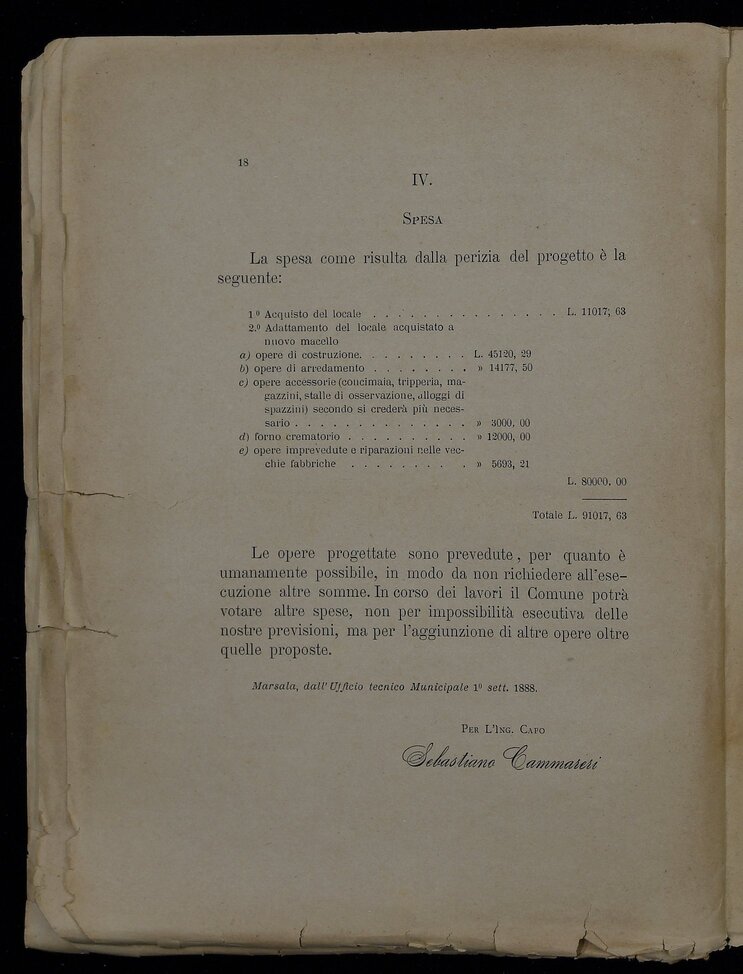 18
IV.
SPESA
La spesa come risulta dalla perizia del progetto è la
seguente:
1.º Acquisto del locale . . . . . . . . . . . . . . . L. 11017; 63
2.º Adattamento del locale acquistato a
nuovo macello
a) opere di costruzione. . . . . . . . . L. 45120, 29
b) opere di arredamento . . . . . . . . » 14177, 50
c) opere accessorie (concimaia, tripperia, ma-
gazzini, stalle di osservazione, alloggi di
spazzini) secondo si crederà più neces-
sario . . . . . . . . . . . . . . » 3000, 00
d) forno crematorio . . . . . . . . . . » 12000, 00
e) opere imprevedute e riparazioni nelle vec-
chie fabbriche . . . . . . . . . » 5693, 21
L. 80000, 00
Totale L. 91017, 63
Le opere progettate sono prevedute, per quanto è
umanamente possibile, in modo da non richiedere all'ese-
cuzione altre somme. In corso dei lavori il Comune potrà
votare altre spese, non per impossibilità esecutiva delle
nostre previsioni, ma per l'aggiunzione di altre opere oltre
quelle proposte.
Marsala, dall'Ufficio tecnico Municipale 1º sett. 1888.
PER L'ING. CAPO
Sebastiano Cammareri